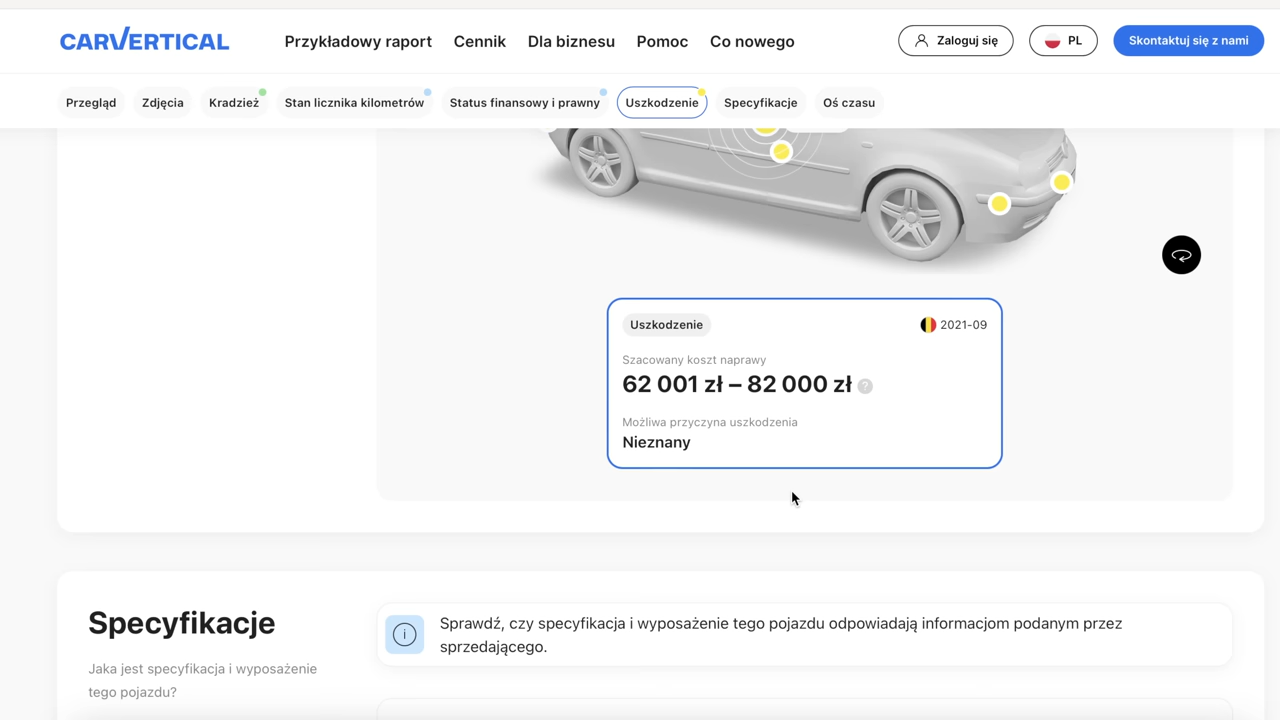 CARVERTICAL
Przykładowy raport
Cennik
Dla biznesu
Pomoc
Co nowego
Zaloguj się
PL
Skontaktuj się z nami
Przegląd
Zdjęcia
Kradzież
Stan licznika kilometrów
Status finansowy i prawny
Uszkodzenie
Specyfikacje
Oś czasu
Uszkodzenie
2021-09
Szacowany koszt naprawy
62 001 zł – 82 000 zł ?
Możliwa przyczyna uszkodzenia
Nieznany
Specyfikacje
Jaka jest specyfikacja i wyposażenie
tego pojazdu?
Sprawdź, czy specyfikacja i wyposażenie tego pojazdu odpowiadają informacjom podanym przez
sprzedającego.